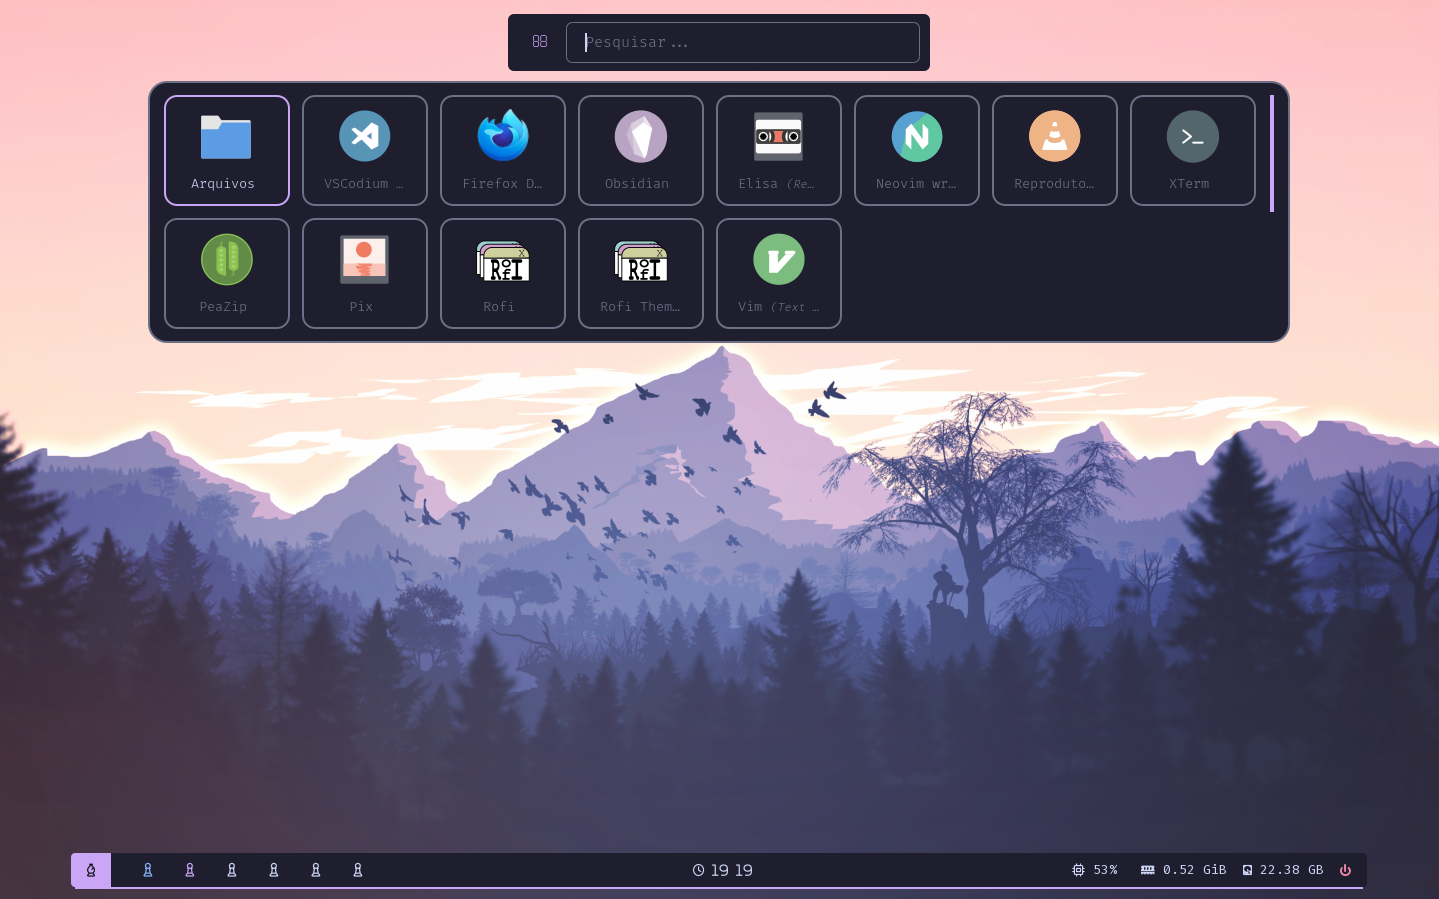 Pesquisar...
Arquivos
VSCodium …
Firefox D…
Obsidian
Elisa (Re…
Neovim wr…
Reproduto…
XTerm
PeaZip
Pix
Rofi
Rofi Them…
Vim (Text …
19 19
53%
0.52 GiB
22.38 GB